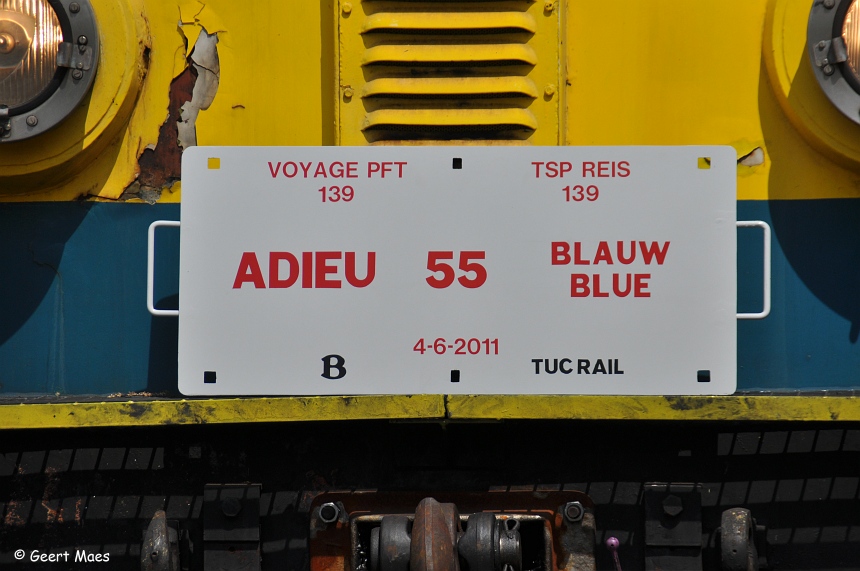 VOYAGE PFT TSP REIS
139 139
ADIEU 55 BLAUW
BLUE
4-6-2011
B TUC RAIL
© Geert Maes